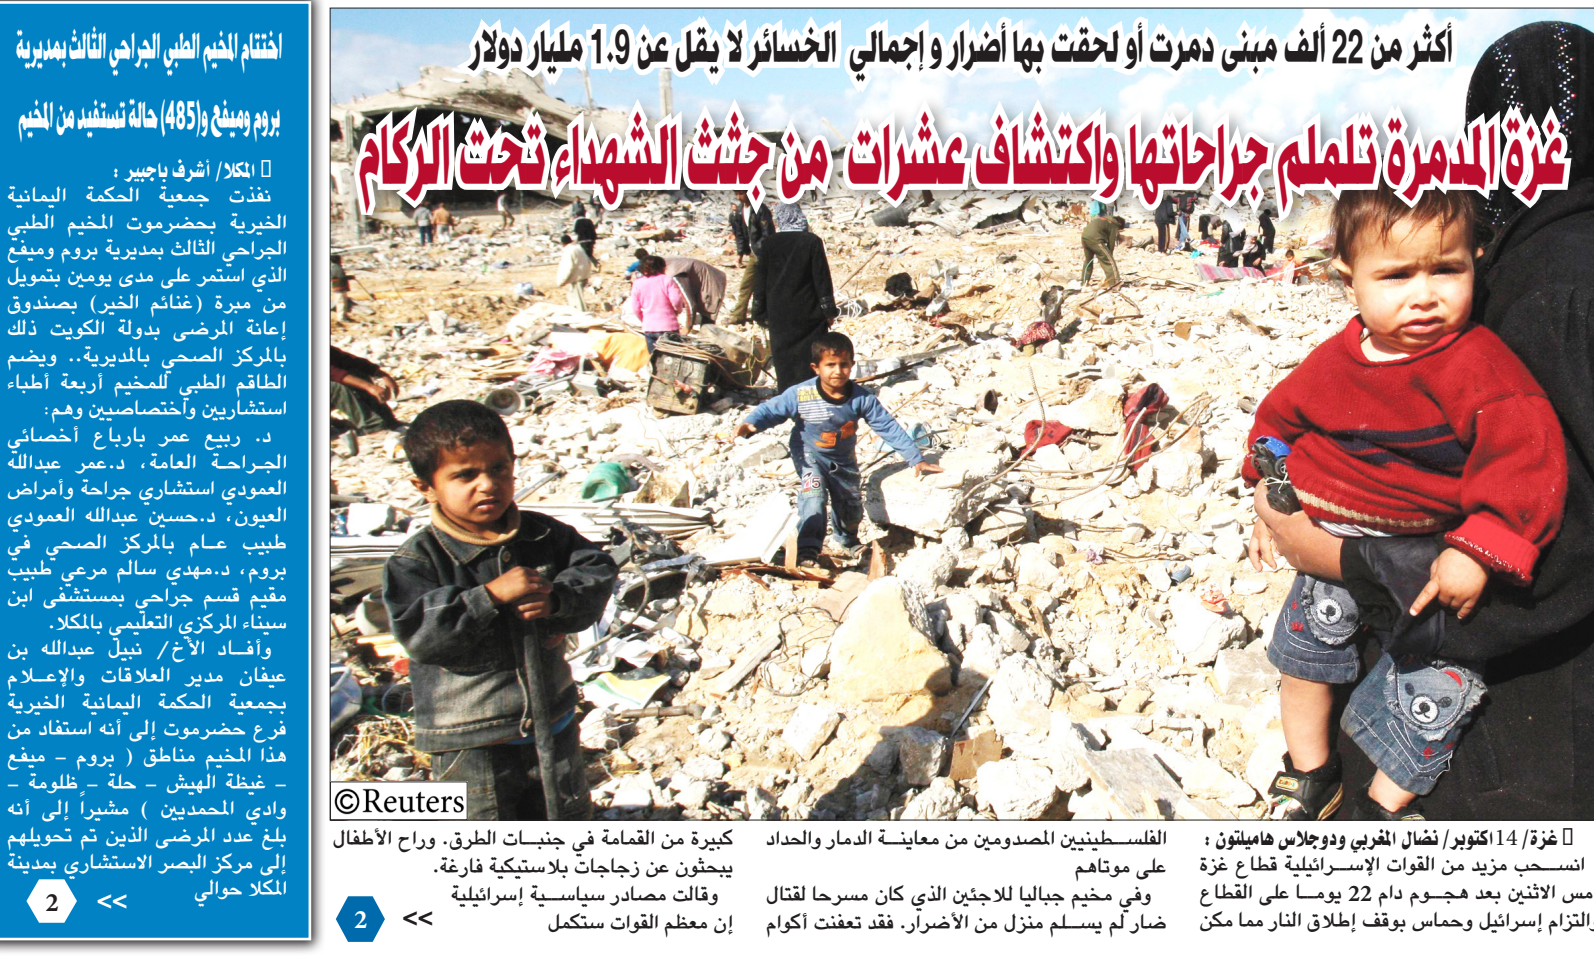 أكثر من 22 ألف مبنى دمرت أو لحقت بها أضرار و إجمالي الخسائر لا يقل عن 1.9 مليار دولار
غزة المدمرة تلملم جراحاتها واكتشاف عشرات من جثث الشهداء تحت الركام
©Reuters
غزة/ 14 اكتوبر/ نضال المغربي ودوجلاس هاميلتون :
انسحب مزيد من القوات الإسرائيلية قطاع غزة
أمس الاثنين بعد هجوم دام 22 يوما على القطاع
والتزام إسرائيل وحماس بوقف إطلاق النار مما مكن
الفلسطينيين المصدومين من معاينة الدمار والحداد
على موتاهم
وفي مخيم جباليا للاجئين الذي كان مسرحا لقتال
ضار لم يسلم منزل من الأضرار. فقد تعفنت أكوام
كبيرة من القمامة في جنبات الطرق. وراح الأطفال
يبحثون عن زجاجات بلاستيكية فارغة.
وقالت مصادر سياسية إسرائيلية
إن معظم القوات ستكمل
>> 2
اختتام المخيم الطبي الجراحي الثالث بمديرية
بروم وميفع و(485) حالة تستفيد من المخيم
المكلا/ أشرف باجبير :
نفذت جمعية الحكمة اليمانية
الخيرية بحضرموت المخيم الطبي
الجراحي الثالث بمديرية بروم وميفع
الذي استمر على مدى يومين بتمويل
من مبرة (غنائم الخير) بصندوق
إعانة المرضى بدولة الكويت ذلك
بالمركز الصحي بالمديرية.. ويضم
الطاقم الطبي للمخيم أربعة أطباء
استشاريين واختصاصيين وهم:
د. ربيع عمر بارباع أخصائي
الجراحة العامة، د.عمر عبدالله
العمودي استشاري جراحة وأمراض
العيون، د.حسين عبدالله العمودي
طبيب عام بالمركز الصحي في
بروم، د.مهدي سالم مرعي طبيب
مقيم قسم جراحي بمستشفى ابن
سيناء المركزي التعليمي بالمكلا.
وأفاد الأخ/ نبيل عبدالله بن
عيفان مدير العلاقات والإعلام
بجمعية الحكمة اليمانية الخيرية
فرع حضرموت إلى أنه استفاد من
هذا المخيم مناطق ( بروم – ميفع
– غبظة الهيش – حلة – ظلومة –
وادي المحمديين ) مشيراً إلى أنه
بلغ عدد المرضى الذين تم تحويلهم
إلى مركز البصر الاستشاري بمدينة
المكلا حوالي
>> 2